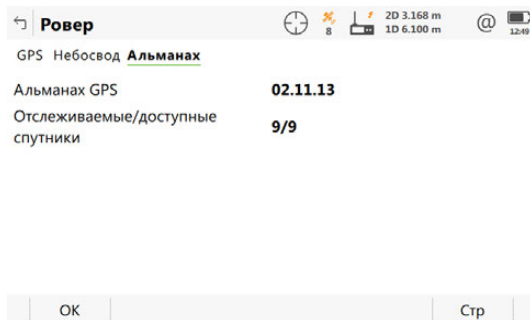 Ровер
8
2D 3.168 m
1D 6.100 m
@
12:49
GPS Небосвод Альманах
Альманах GPS 02.11.13
Отслеживаемые/доступные
спутники 9/9
ОК Стр